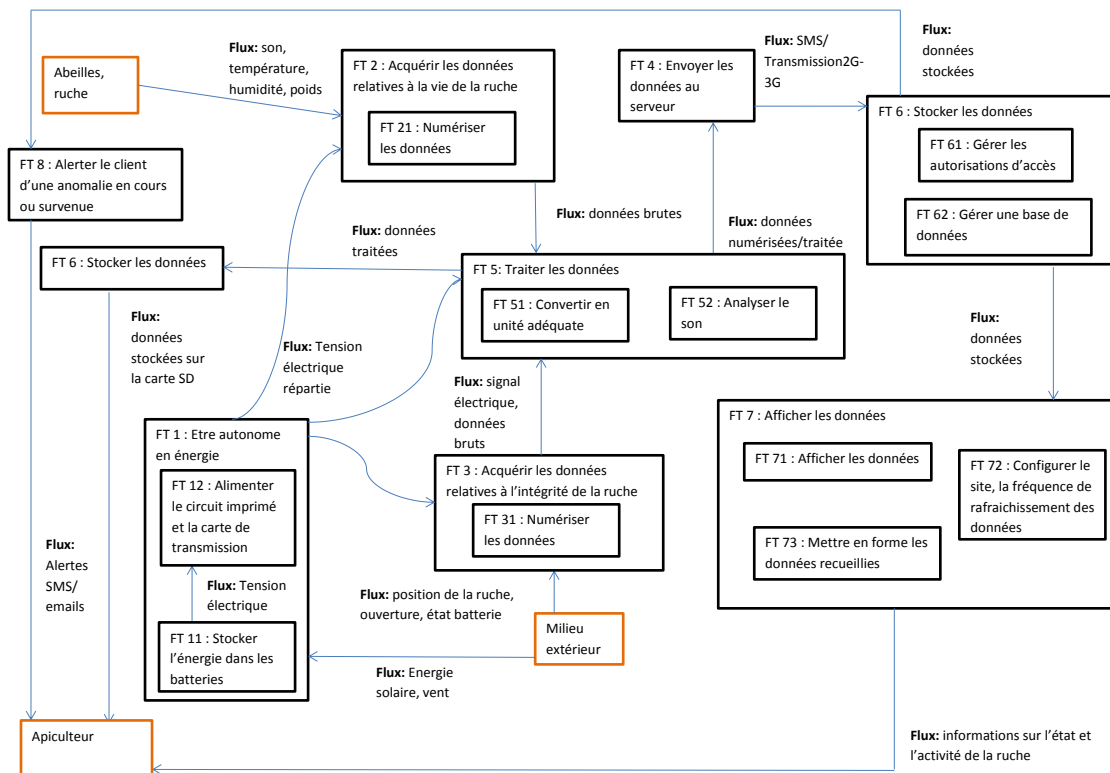 Flux: son,
température,
humidité, poids
Abeilles,
ruche
FT 2 : Acquérir les données
relatives à la vie de la ruche
FT 21 : Numériser
les données
FT 4 : Envoyer les
données au
serveur
Flux: SMS/
Transmission2G-
3G
Flux:
données
stockées
FT 6 : Stocker les données
FT 61 : Gérer les
autorisations d’accès
FT 62 : Gérer une base de
données
FT 8 : Alerter le client
d’une anomalie en cours
ou survenue
Flux: données brutes
Flux: données
numérisées/traitée
Flux: données
traitées
FT 6 : Stocker les données
FT 5: Traiter les données
FT 51 : Convertir en
unité adéquate
FT 52 : Analyser le
son
Flux:
données
stockées sur
la carte SD
Flux: Tension
électrique
répartie
Flux: signal
électrique,
données
bruts
Flux:
données
stockées
FT 1 : Etre autonome
en énergie
FT 12 : Alimenter
le circuit imprimé
et la carte de
transmission
Flux: Tension
électrique
FT 11 : Stocker
l’énergie dans les
batteries
FT 3 : Acquérir les données
relatives à l’intégrité de la ruche
FT 31 : Numériser
les données
FT 7 : Afficher les données
FT 71 : Afficher les données
FT 72 : Configurer le
site, la fréquence de
rafraichissement des
données
FT 73 : Mettre en forme les
données recueillies
Flux:
Alertes
SMS/
emails
Flux: position de la ruche,
ouverture, état batterie
Milieu
extérieur
Flux: Energie
solaire, vent
Apiculteur
Flux: informations sur l’état et
l’activité de la ruche